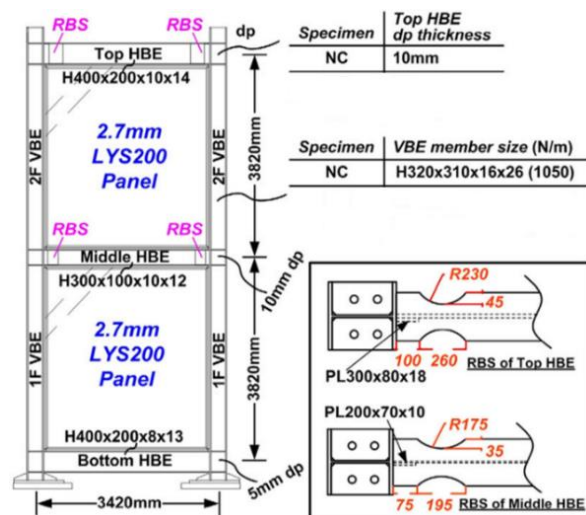 RBS
RBS
dp
Top HBE
H400x200x10x14
2.7mm
LYS200
Panel
2F VBE
2F VBE
3820mm
RBS
RBS
Middle HBE
H300x100x10x12
10mm dp
2.7mm
LYS200
Panel
1F VBE
1F VBE
3820mm
H400x200x8x13
Bottom HBE
5mm dp
3420mm
Specimen
Top HBE
dp thickness
NC
10mm
Specimen
VBE member size (N/m)
NC
H320x310x16x26 (1050)
R230
45
100
260
PL300x80x18
RBS of Top HBE
PL200x70x10
R175
35
75
195
RBS of Middle HBE